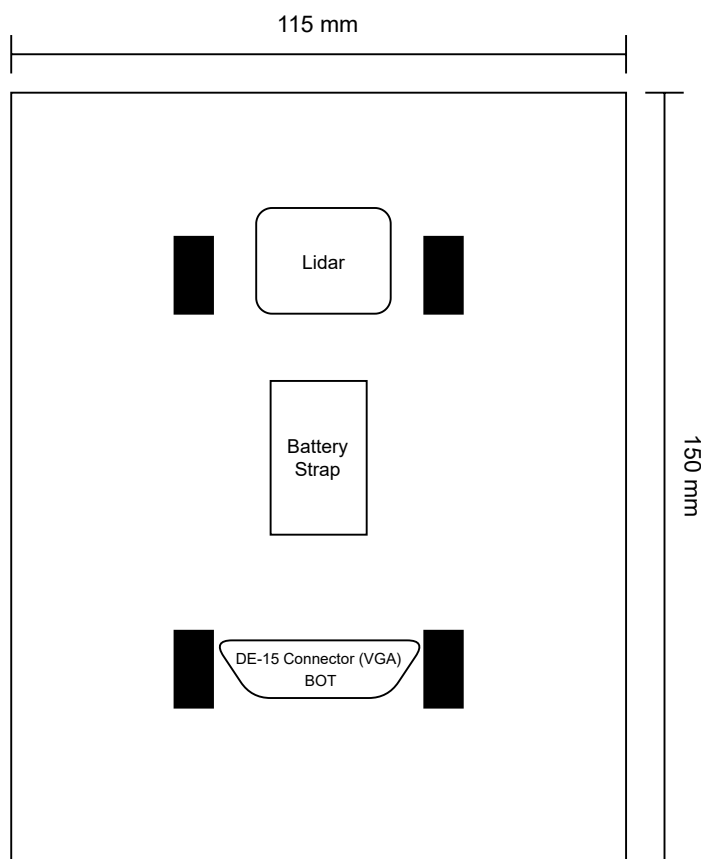 115 mm
Lidar
150 mm
Battery
Strap
DE-15 Connector (VGA)
BOT